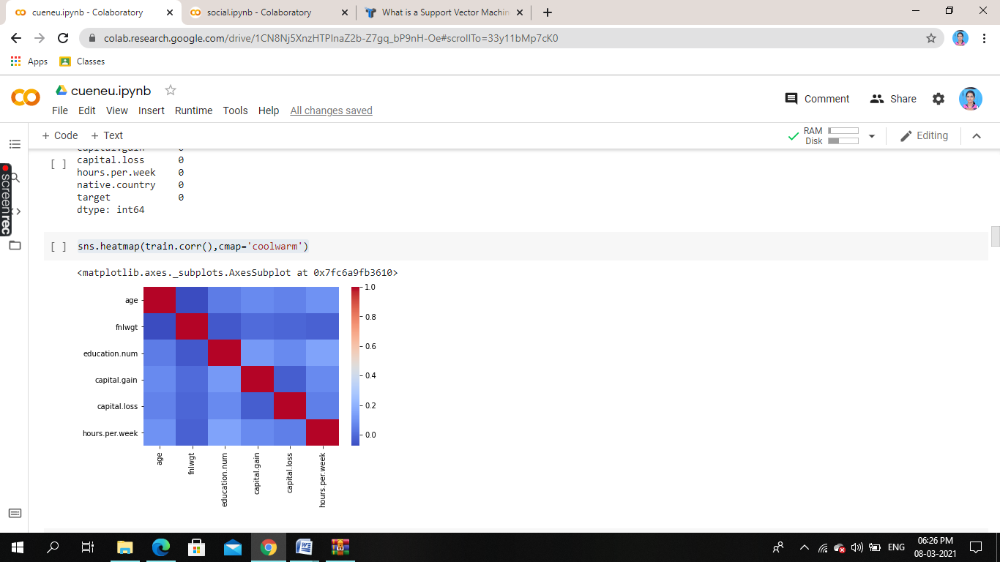 cueneu.ipynb - Colaboratory
social.ipynb - Colaboratory
What is a Support Vector Machin
colab.research.google.com/drive/1CN8Nj5XnzHTPInaZ2b-Z7gq_bP9nH-Oe#scrollTo=33y11bMp7cK0
Apps
Classes
cueneu.ipynb
Comment
Share
File Edit View Insert Runtime Tools Help All changes saved
+ Code + Text
RAM
Disk
Editing
capital.gain 0
[ ] capital.loss 0
hours.per.week 0
native.country 0
target 0
dtype: int64
screenrec
[ ] sns.heatmap(train.corr(),cmap='coolwarm')
<matplotlib.axes._subplots.AxesSubplot at 0x7fc6a9fb3610>
age
fnlwgt
education.num
capital.gain
capital.loss
hours.per.week
age
fnlwgt
education.num
capital.gain
capital.loss
hours.per.week
1.0
0.8
0.6
0.4
0.2
0.0
ENG
06:26 PM
08-03-2021